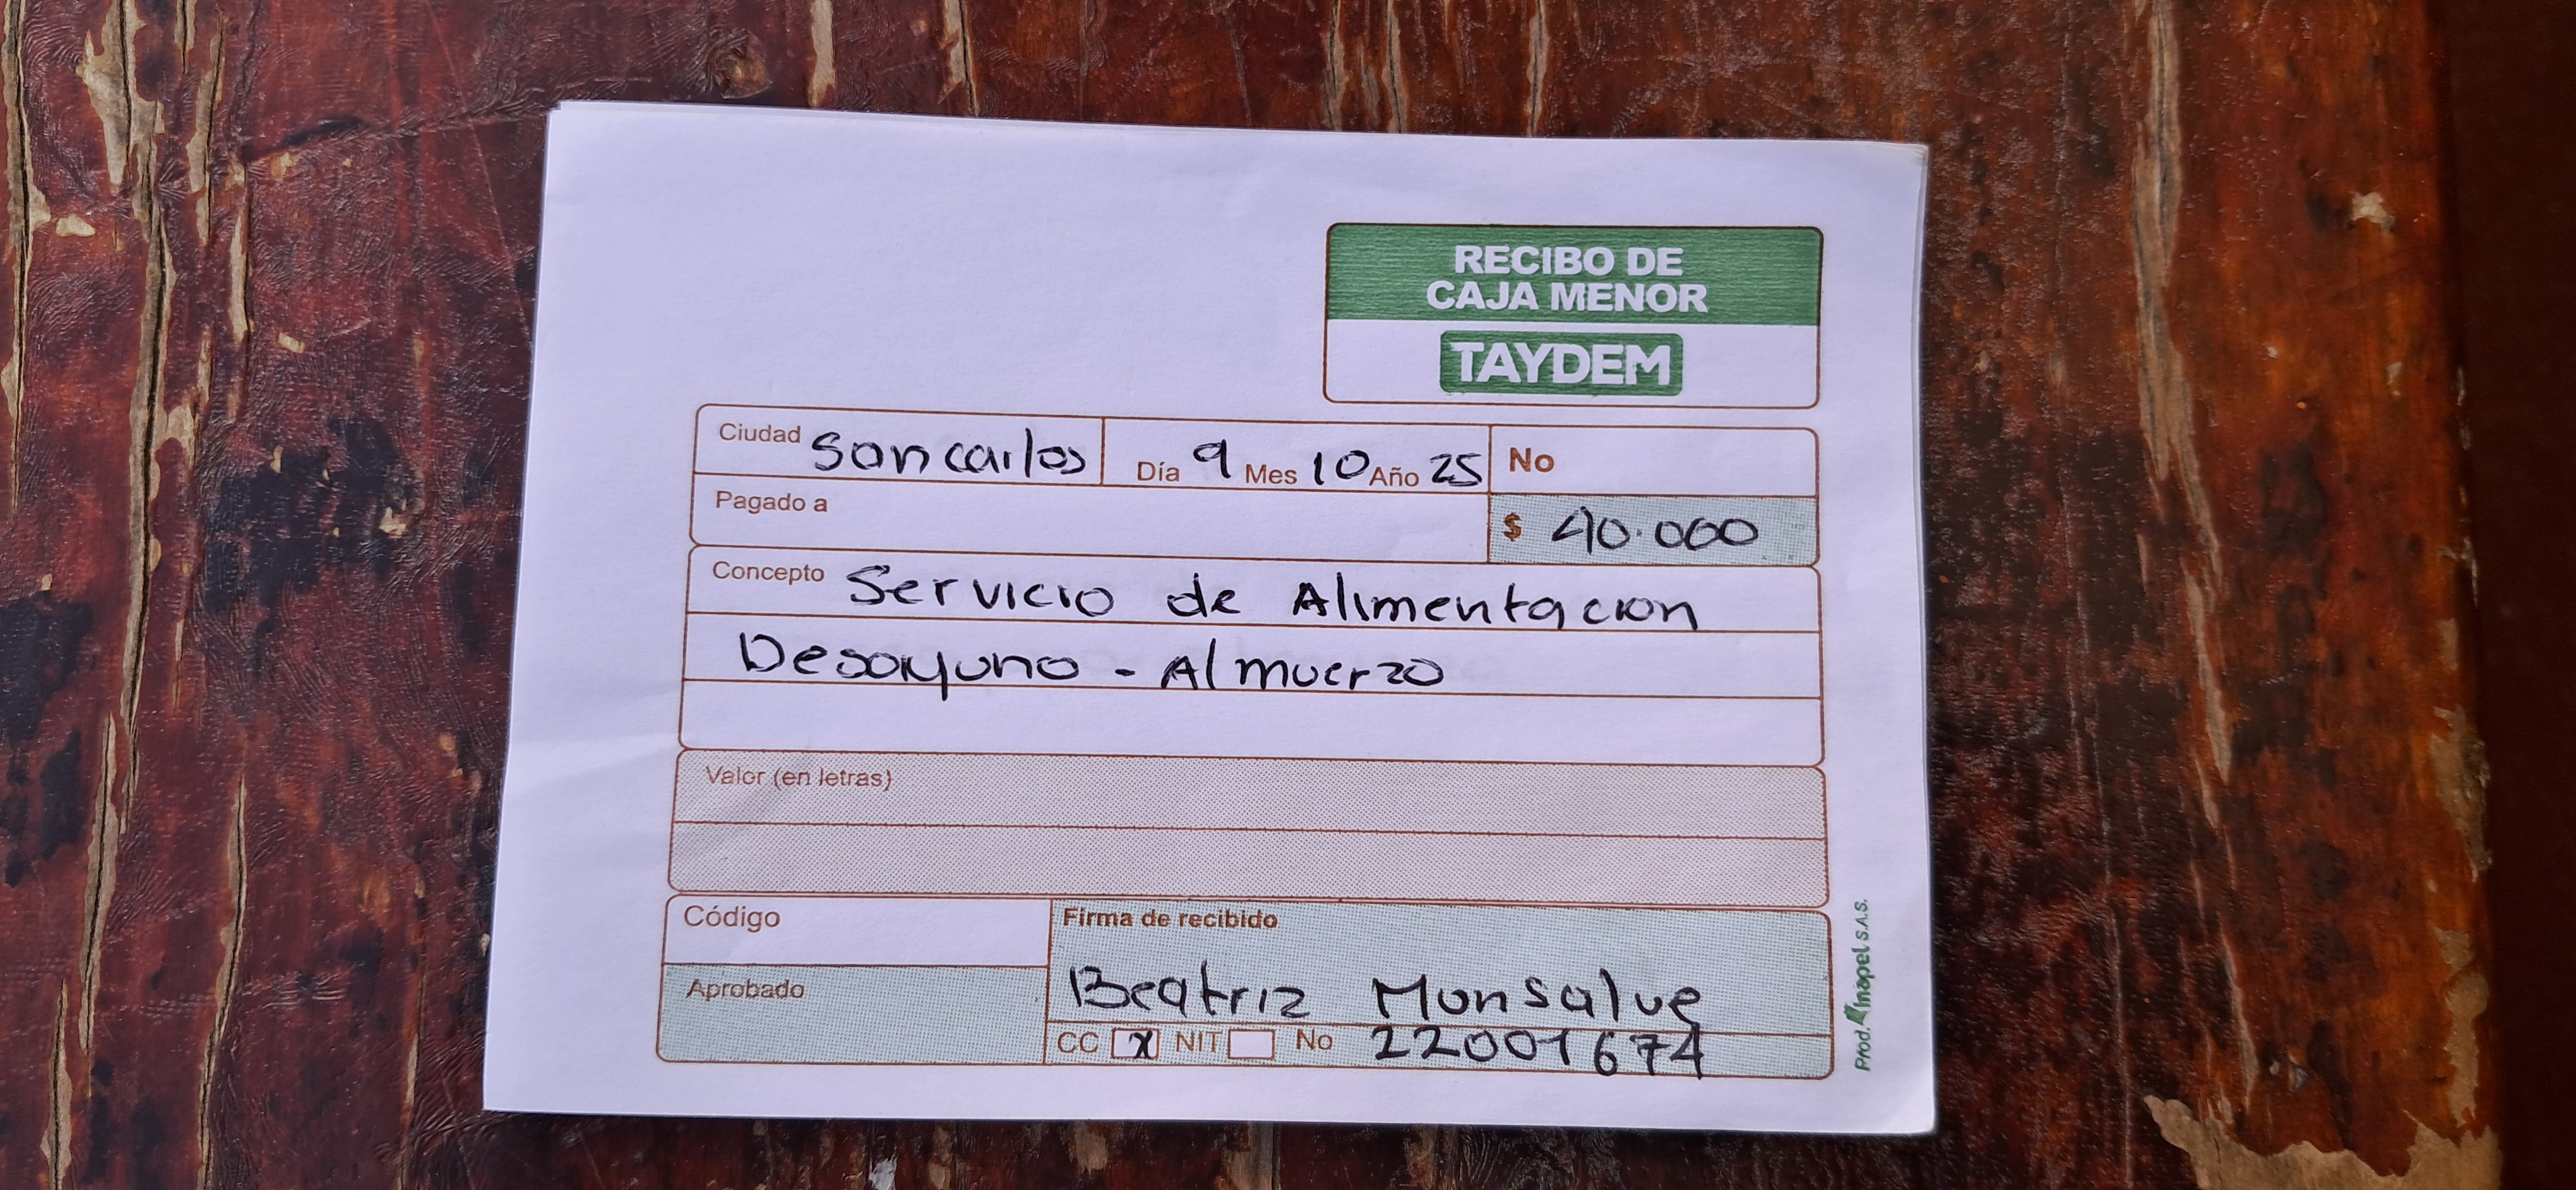 RECIBO DE
CAJA MENOR
TAYDEM
Ciudad San carlos Día 9 Mes 10 Año 25 No
Pagado a $ 40.000
Concepto Servicio de Alimentacion
Desayuno - Almuerzo
Valor (en letras)
Código Firma de recibido
Aprobado Beatriz Monsalve
CC x NIT No 22001674
Prod. Inapel S.A.S.